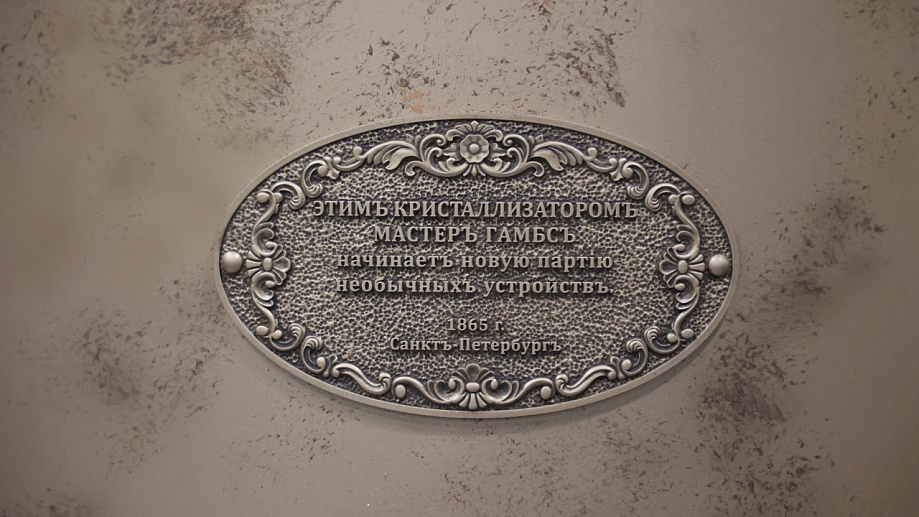 ЭТИМЪ КРИСТАЛЛИЗАТОРОМЪ
МАСТЕРЪ ГАМБСЪ
начинаетъ новую партію
необычныхъ устройствъ.
1865 г.
Санктъ-Петербургъ